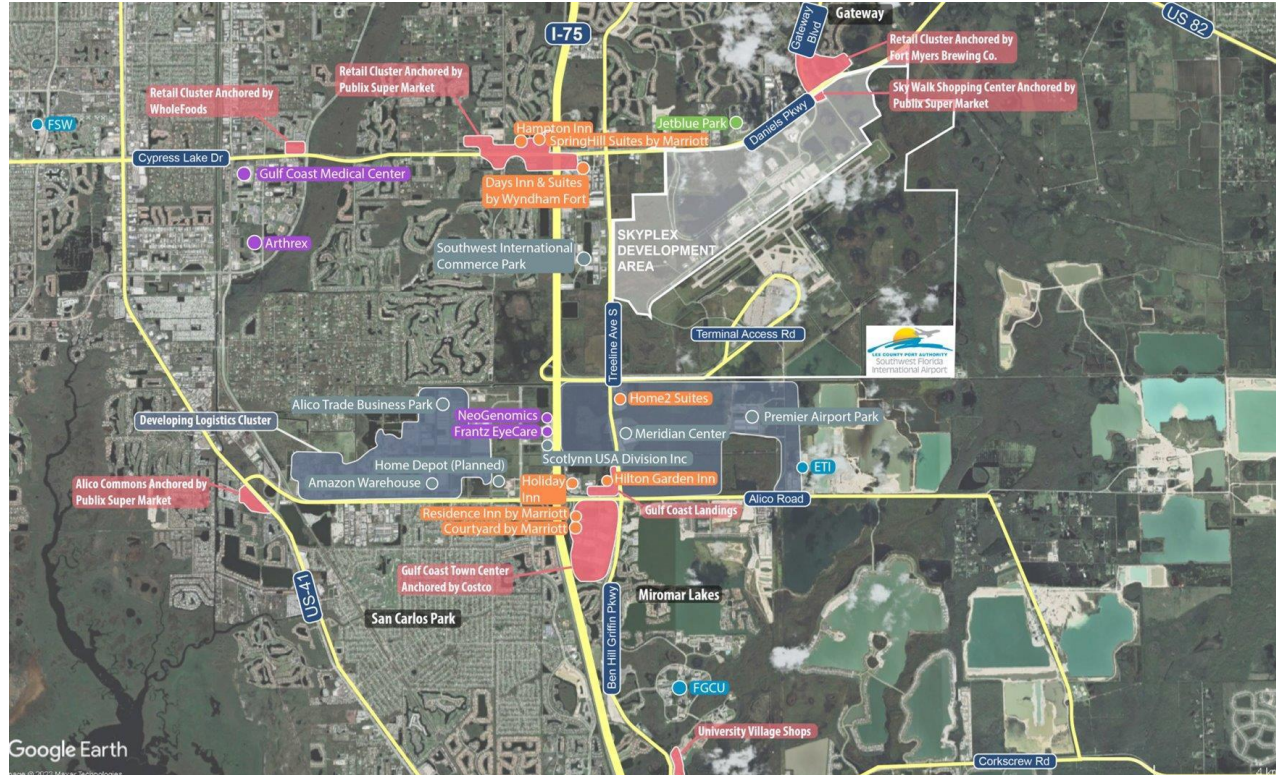 I-75
Gateway
Blvd
Gateway
US 82
Retail Cluster Anchored by
Fort Myers Brewing Co.
Retail Cluster Anchored by
Publix Super Market
Retail Cluster Anchored by
WholeFoods
Sky Walk Shopping Center Anchored by
Publix Super Market
FSW
Hampton Inn
SpringHill Suites by Marriott
Jetblue Park
Daniels Pkwy
Cypress Lake Dr
Gulf Coast Medical Center
Days Inn & Suites
by Wyndham Fort
Arthrex
Southwest International
Commerce Park
SKYPLEX
DEVELOPMENT
AREA
Treeline Ave S
Terminal Access Rd
LEE COUNTY PORT AUTHORITY
Southwest Florida
International Airport
Alico Trade Business Park
Home2 Suites
Developing Logistics Cluster
NeoGenomics
Frantz EyeCare
Premier Airport Park
Meridian Center
Scotlynn USA Division Inc
Home Depot (Planned)
ETI
Amazon Warehouse
Holiday
Inn
Hilton Garden Inn
Alico Commons Anchored by
Publix Super Market
Alico Road
Residence Inn by Marriott
Gulf Coast Landings
Courtyard by Marriott
Gulf Coast Town Center
Anchored by Costco
US-41
San Carlos Park
Ben Hill Griffin Pkwy
Miromar Lakes
FGCU
University Village Shops
Google Earth
Corkscrew Rd